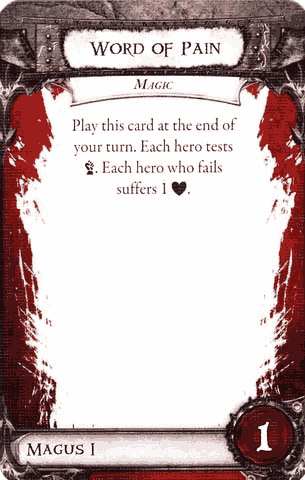 Word of Pain
Magic
Play this card at the end of
your turn. Each hero tests
. Each hero who fails
suffers 1 .
Magus I
1